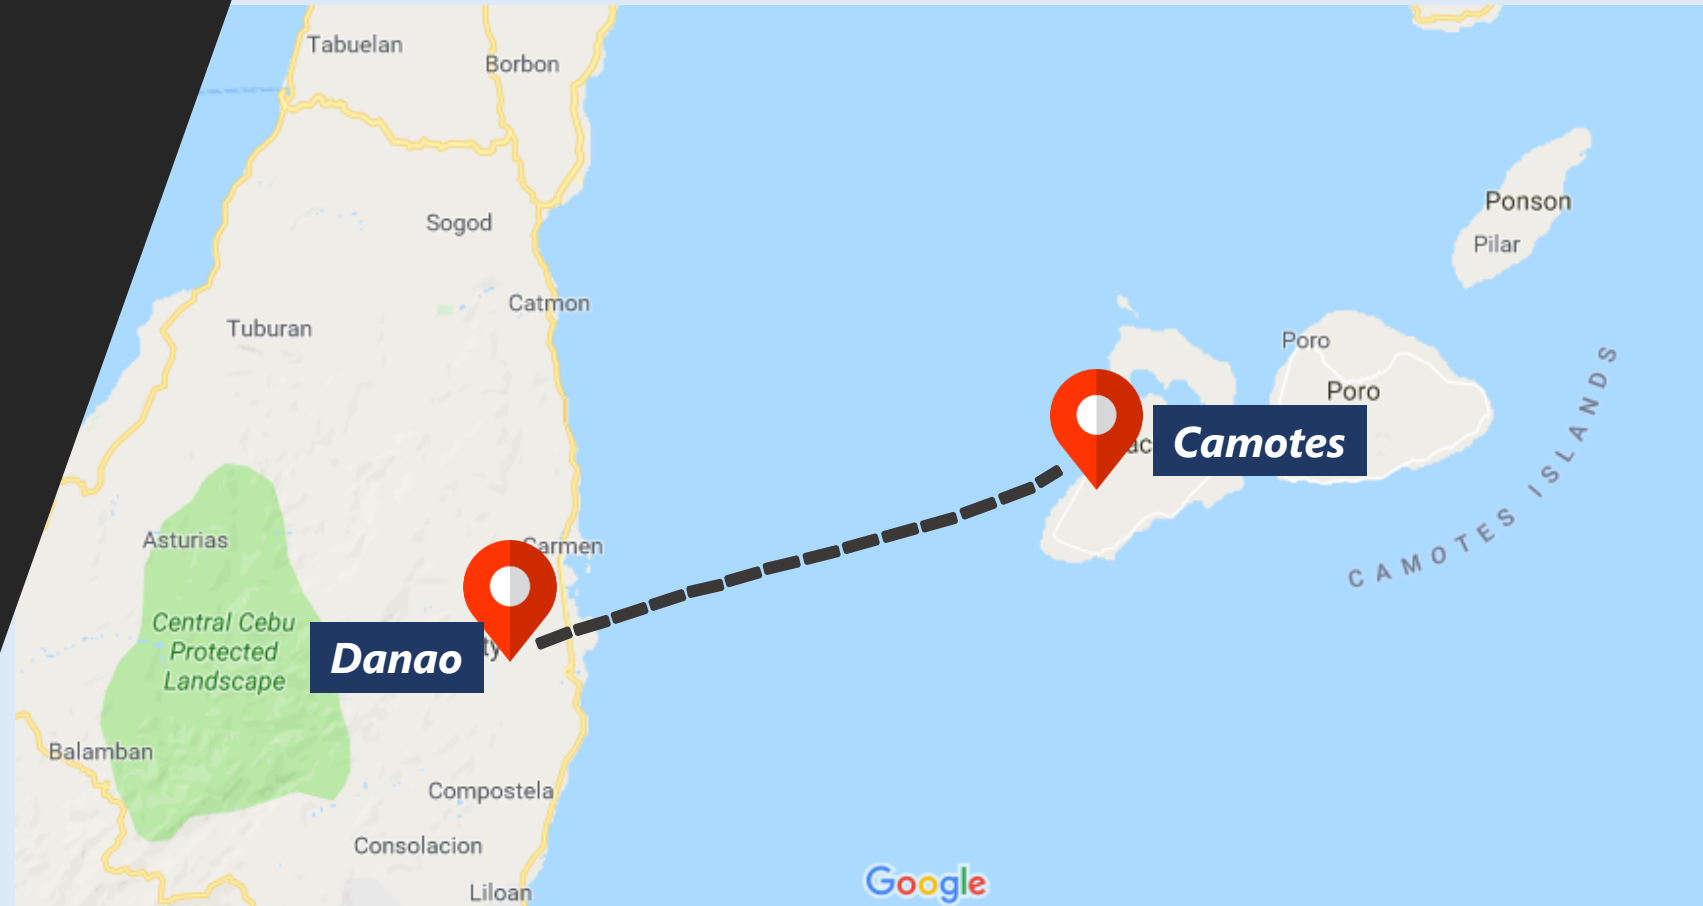 Tabuelan
Borbon
Sogod
Catmon
Tuburan
Ponson
Pilar
Poro
Poro
Camotes
CAMOTES ISLANDS
Asturias
Carmen
Central Cebu
Protected
Landscape
Danao
Balamban
Compostela
Consolacion
Liloan
Google